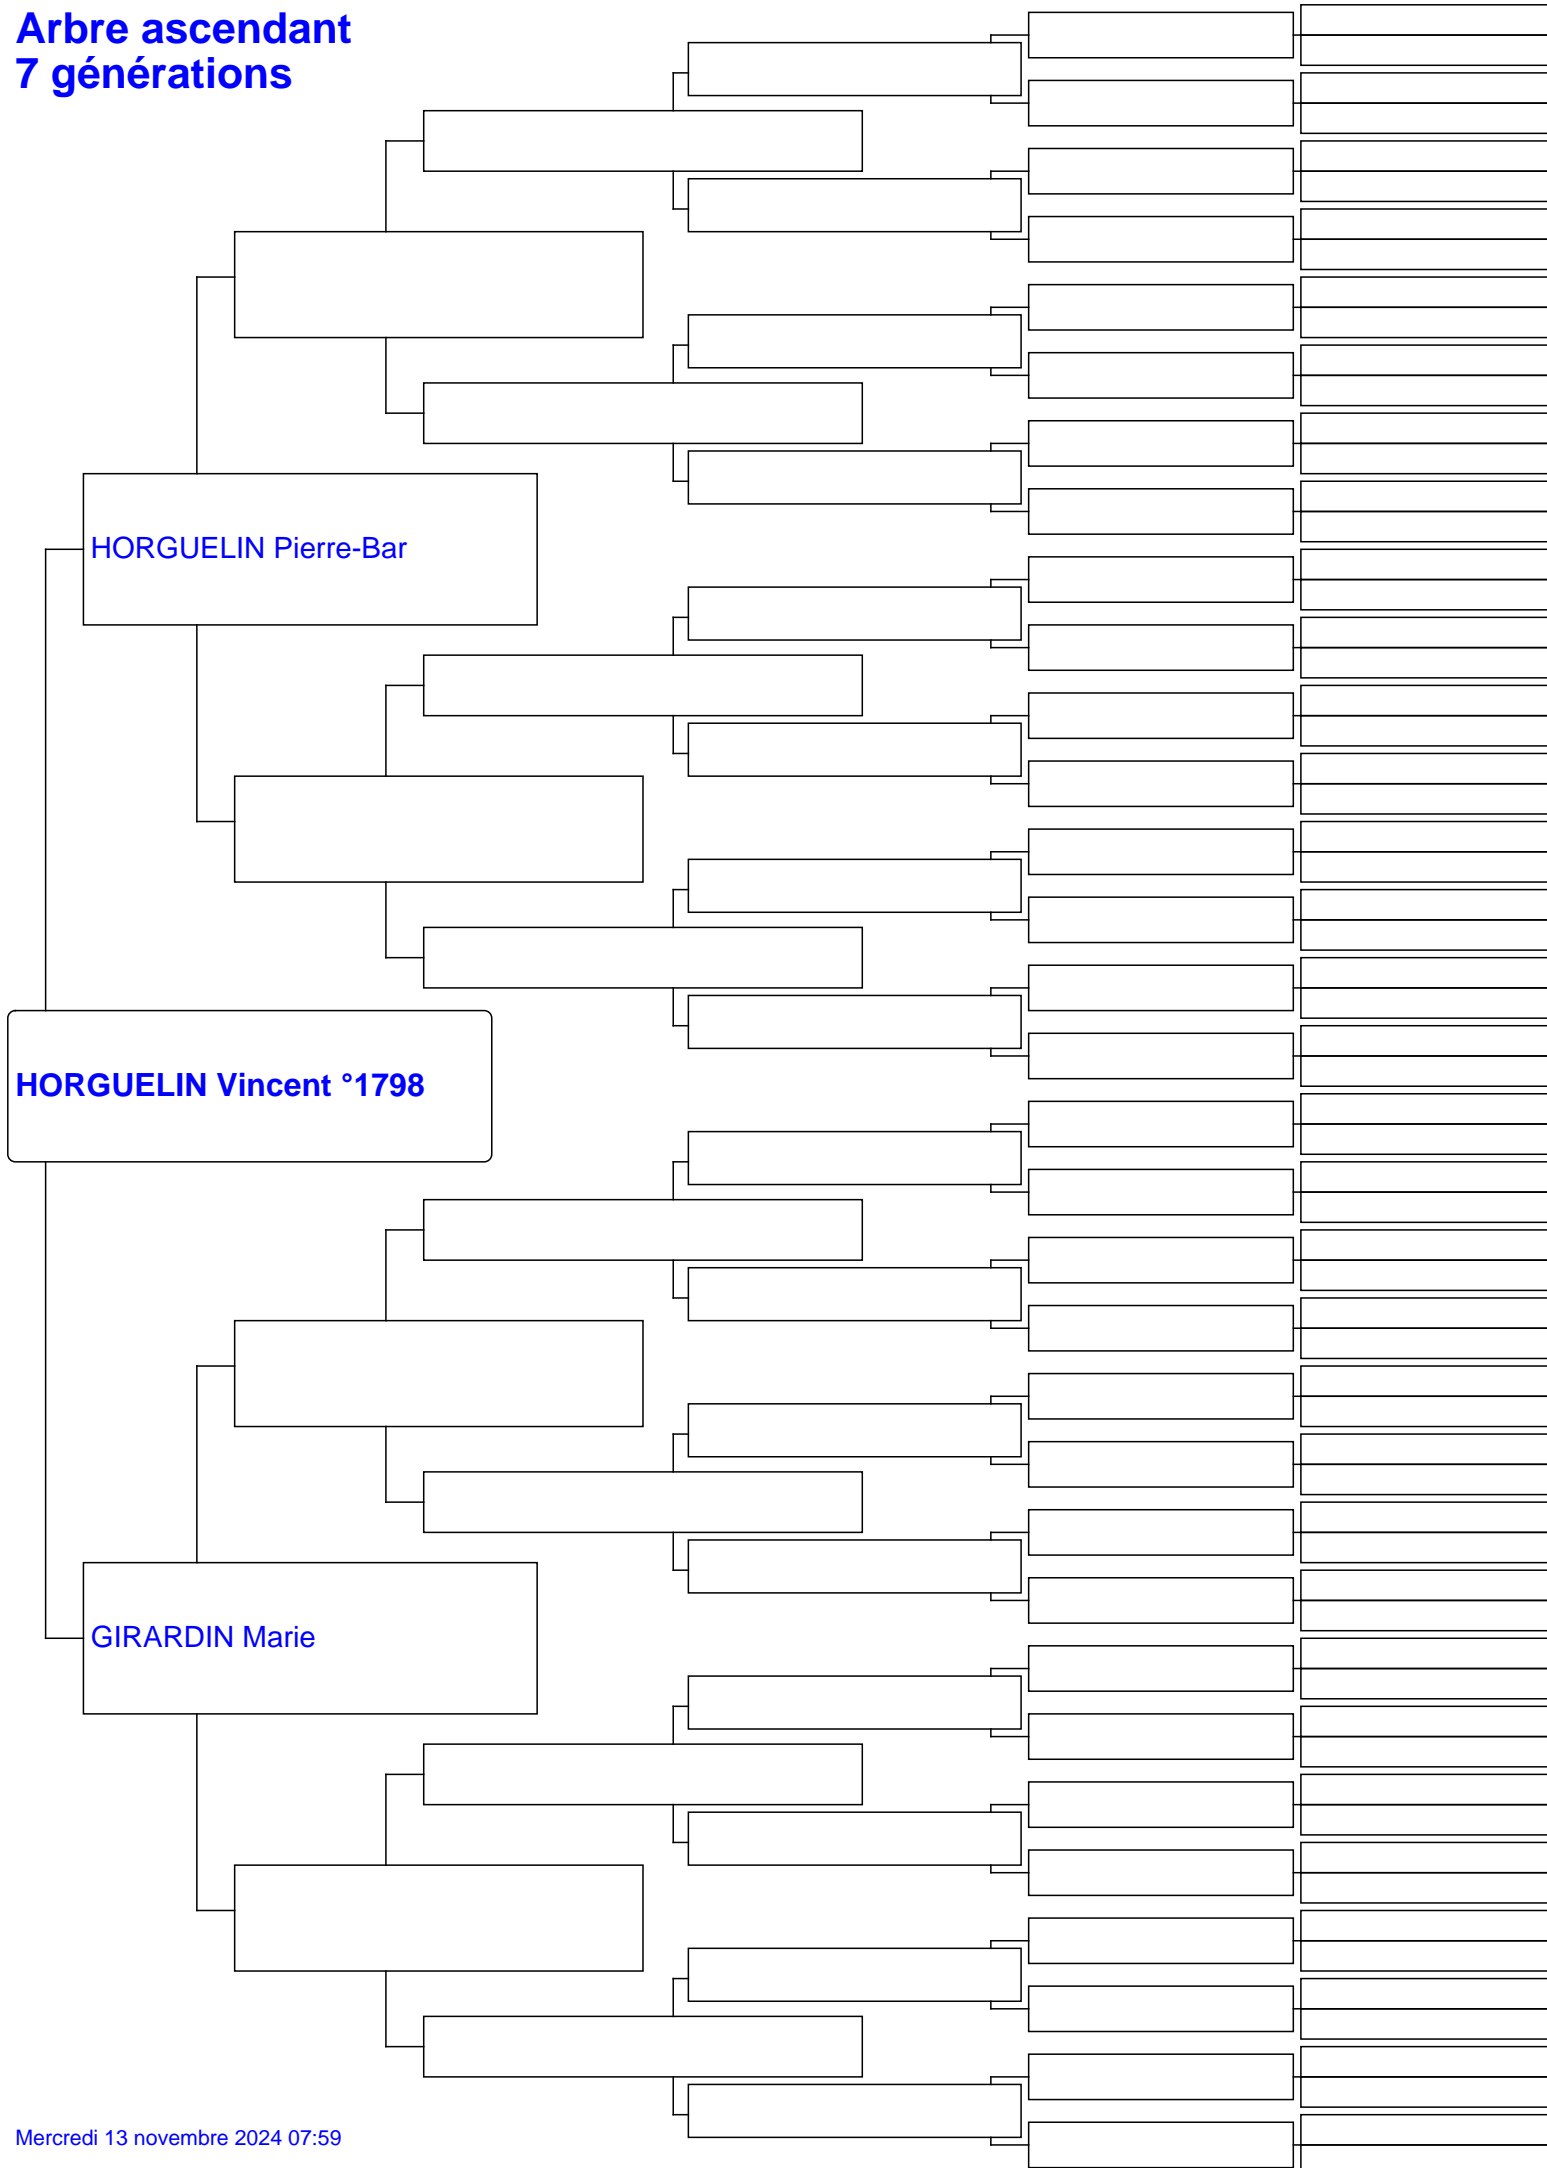 Arbre ascendant
7 générations
HORGUELIN Pierre-Bar
HORGUELIN Vincent °1798
GIRARDIN Marie
Mercredi 13 novembre 2024 07:59